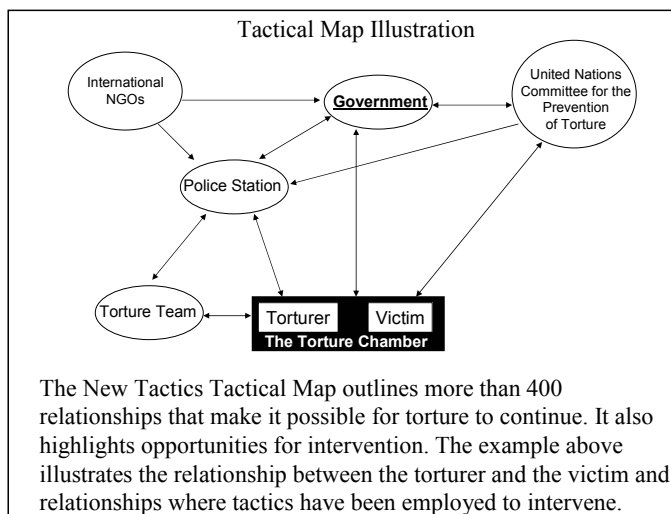 Tactical Map Illustration
International
NGOs
Government
United Nations
Committee for the
Prevention
of Torture
Police Station
Torture Team
Torturer
Victim
The Torture Chamber
The New Tactics Tactical Map outlines more than 400
relationships that make it possible for torture to continue. It also
highlights opportunities for intervention. The example above
illustrates the relationship between the torturer and the victim and
relationships where tactics have been employed to intervene.